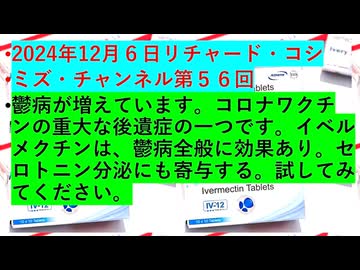 2024年12月６日リチャード・コシ
ミズ・チャンネル第５６回
•鬱病が増えています。コロナワクチ
ンの重大な後遺症の一つです。イベル
メクチンは、鬱病全般に効果あり。セ
ロトニン分泌にも寄与する。試してみ
てください。
Tablets
Ivermectin Tablets
IV-12